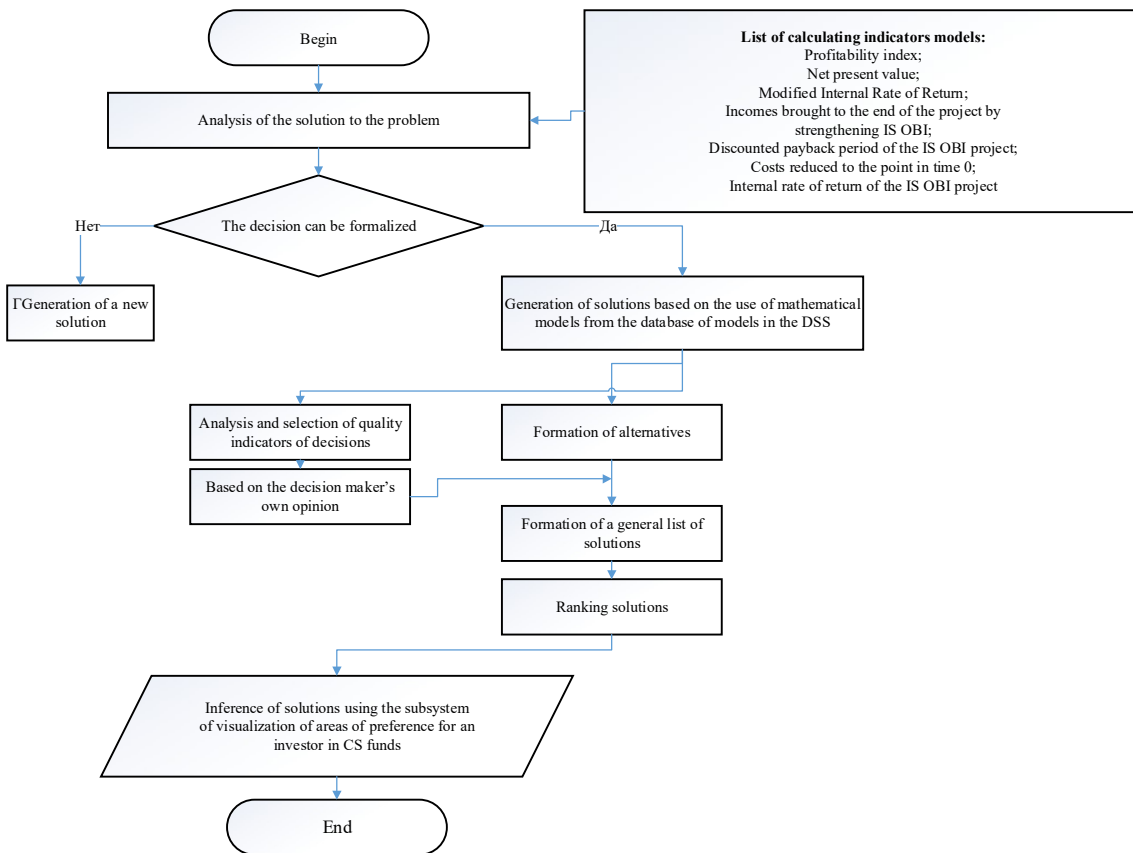 Begin
List of calculating indicators models:
Profitability index;
Net present value;
Modified Internal Rate of Return;
Incomes brought to the end of the project by
strengthening IS OBI;
Discounted payback period of the IS OBI project;
Costs reduced to the point in time 0;
Internal rate of return of the IS OBI project
Analysis of the solution to the problem
The decision can be formalized
Нет
Да
ГGeneration of a new
solution
Generation of solutions based on the use of mathematical
models from the database of models in the DSS
Analysis and selection of quality
indicators of decisions
Formation of alternatives
Based on the decision maker’s
own opinion
Formation of a general list of
solutions
Ranking solutions
Inference of solutions using the subsystem
of visualization of areas of preference for an
investor in CS funds
End